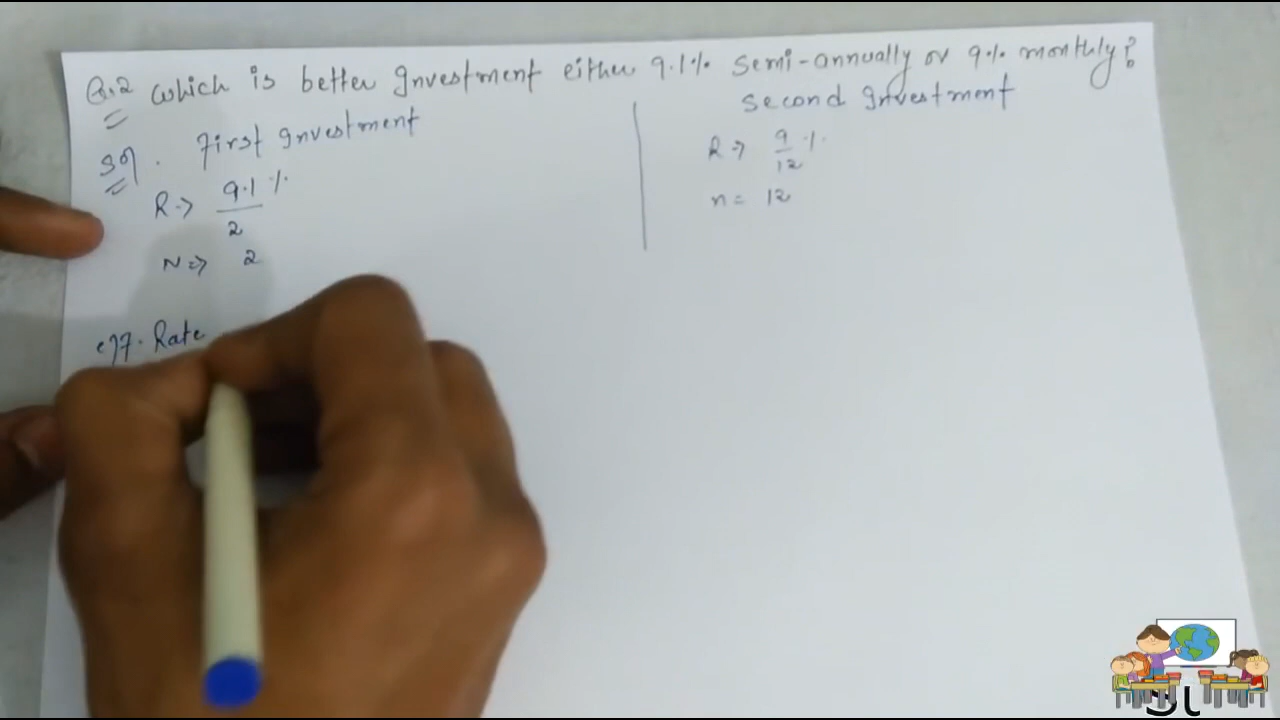 Q.2 which is better Investment either 9.1% semi-annually or 9% monthly?
Sol. First Investment
R → 9.1% / 2
N ⇒ 2
eff. Rate
Second Investment
R ⇒ 9/12 %
n = 12